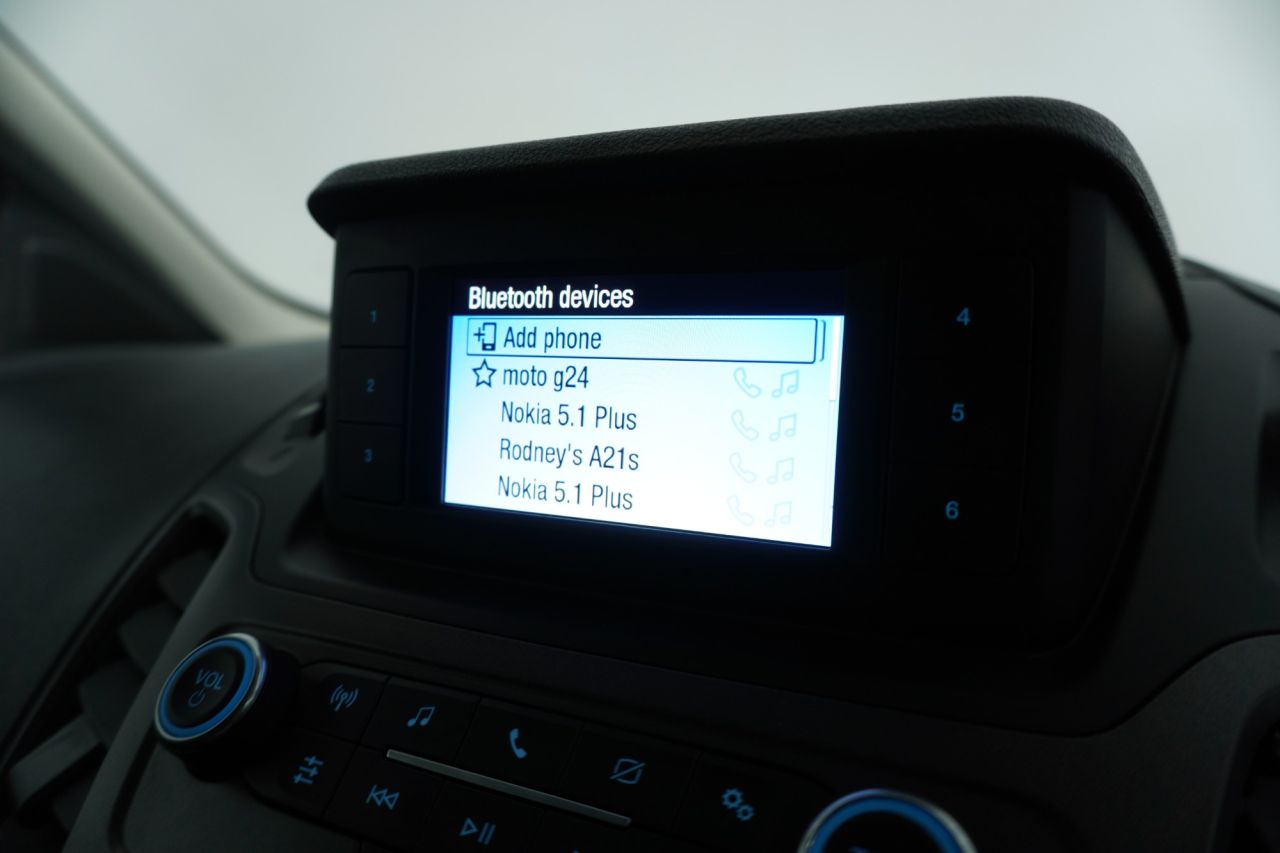 Bluetooth devices
Add phone
moto g24
Nokia 5.1 Plus
Rodney's A21s
Nokia 5.1 Plus
1
2
3
4
5
6
VOL